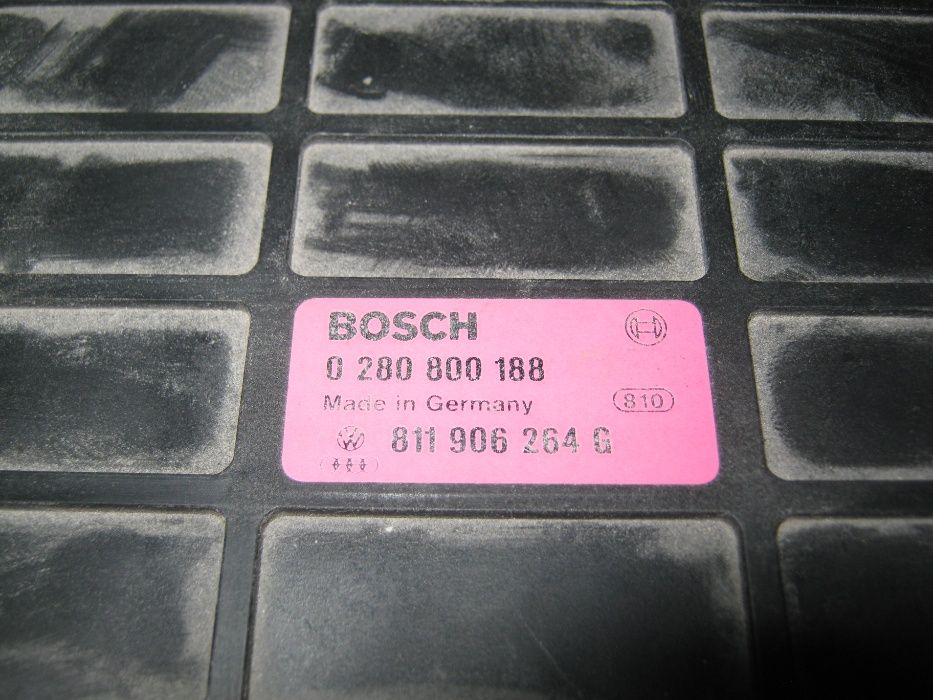 BOSCH
0 280 800 188
Made in Germany 810
811 906 264 G